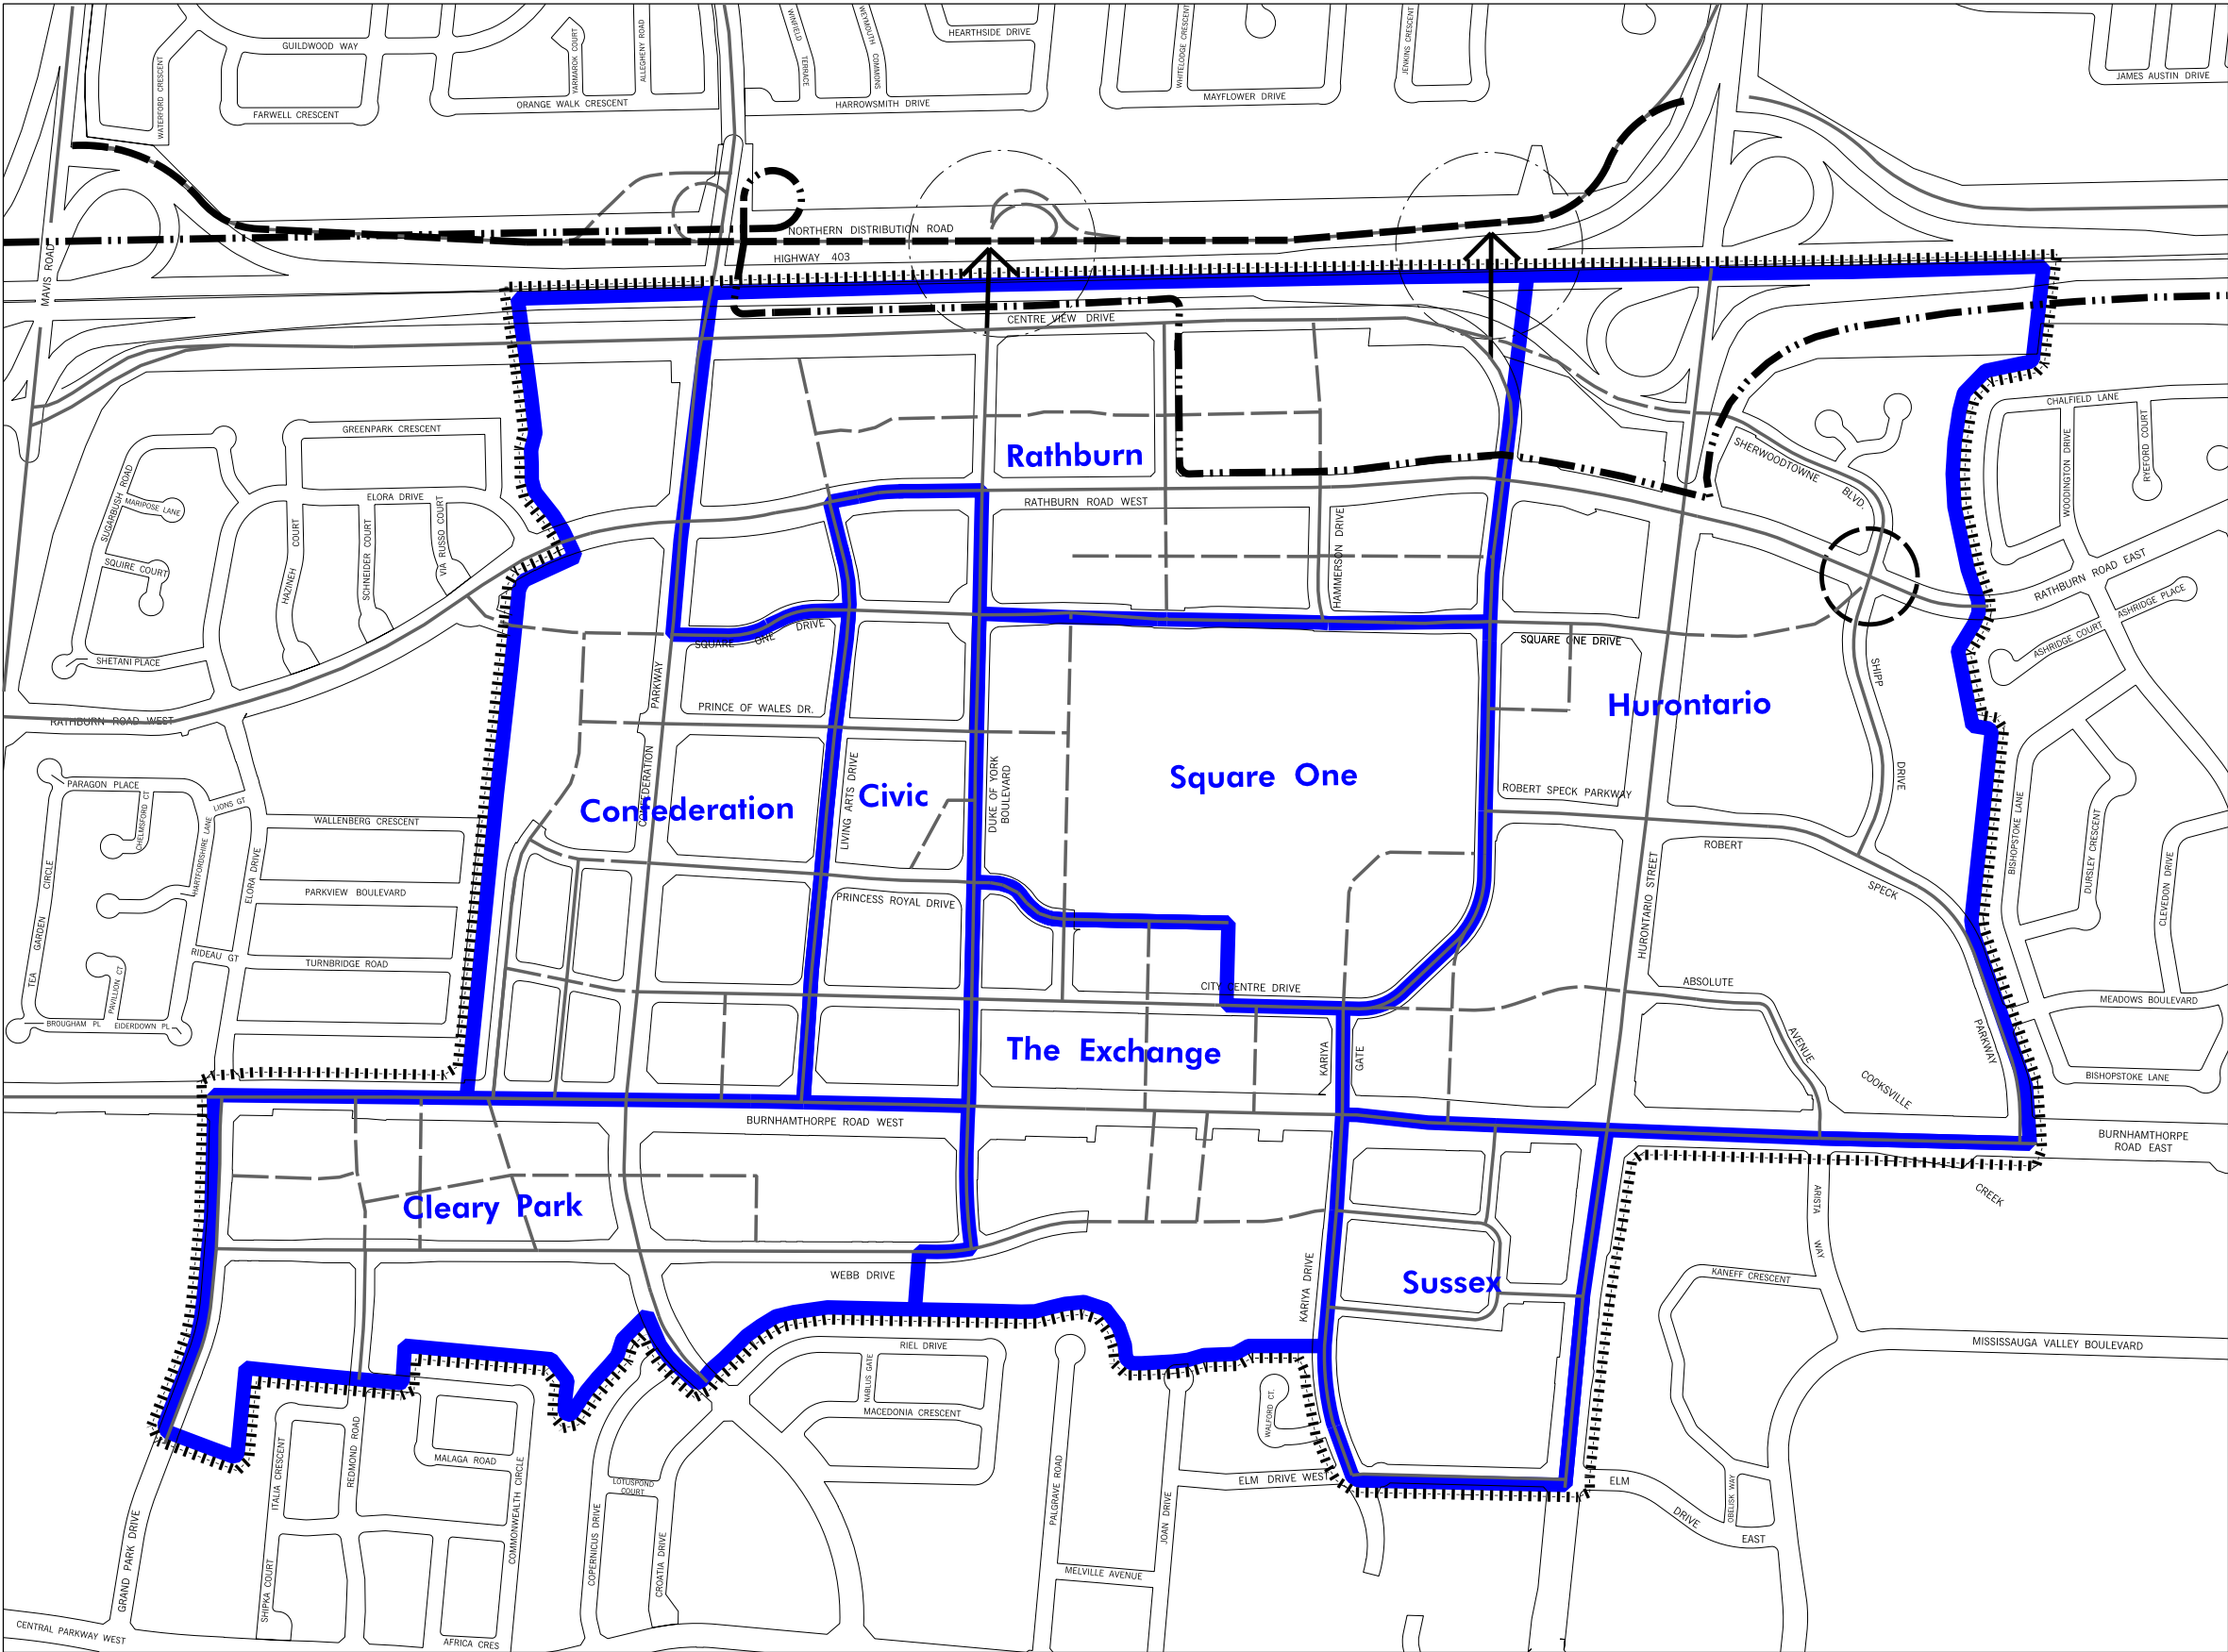 GUILDWOOD WAY
WATERFORD CRESCENT
FARWELL CRESCENT
YARMAROK COURT
ALLEGHENY ROAD
ORANGE WALK CRESCENT
WINFIELD TERRACE
WEYMOUTH COMMONS
HEARTHSIDE DRIVE
HARROWSMITH DRIVE
WHITELODGE CRESCENT
MAYFLOWER DRIVE
JENKINS CRESCENT
JAMES AUSTIN DRIVE
MAVIS ROAD
NORTHERN DISTRIBUTION ROAD
HIGHWAY 403
CENTRE VIEW DRIVE
GREENPARK CRESCENT
SUGARBUSH ROAD
MARIPOSE LANE
SQUIRE COURT
ELORA DRIVE
HAZINEH COURT
SCHNEIDER COURT
VIA RUSSO COURT
SHETANI PLACE
RATHBURN ROAD WEST
Rathburn
RATHBURN ROAD WEST
HAMMERSON DRIVE
SHERWOODTOWNE BLVD.
CHALFIELD LANE
WOODINGTON DRIVE
RYEFORD COURT
RATHBURN ROAD EAST
ASHRIDGE PLACE
ASHRIDGE COURT
SQUARE ONE DRIVE
SQUARE ONE DRIVE
PRINCE OF WALES DR.
CONFEDERATION PARKWAY
Confederation
LIVING ARTS DRIVE
Civic
DUKE OF YORK
BOULEVARD
Square One
Hurontario
SHIPP DRIVE
ROBERT SPECK PARKWAY
ROBERT SPECK PARKWAY
HURONTARIO STREET
PARAGON PLACE
CHELMSFORD CT
LIONS GT
HARTFORDSHIRE LANE
WALLENBERG CRESCENT
ELORA DRIVE
PARKVIEW BOULEVARD
TEA GARDEN CIRCLE
RIDEAU GT
TURNBRIDGE ROAD
PAVILLION CT
BROUGHAM PL
EIDERDOWN PL
PRINCESS ROYAL DRIVE
CITY CENTRE DRIVE
The Exchange
KARIYA GATE
ABSOLUTE AVENUE
COOKSVILLE CREEK
BISHOPSTOKE LANE
DURSLEY CRESCENT
CLEVEDON DRIVE
MEADOWS BOULEVARD
BISHOPSTOKE LANE
BURNHAMTHORPE ROAD WEST
BURNHAMTHORPE
ROAD EAST
Cleary Park
WEBB DRIVE
KARIYA DRIVE
Sussex
ARISTA WAY
KANEFF CRESCENT
MISSISSAUGA VALLEY BOULEVARD
RIEL DRIVE
NABLUS GATE
MACEDONIA CRESCENT
WALFORD CT.
ELM DRIVE WEST
ELM DRIVE EAST
OBELISK WAY
MALAGA ROAD
ITALIA CRESCENT
REDMOND ROAD
COMMONWEALTH CIRCLE
LOTUSPOND
COURT
COPERNICUS DRIVE
CROATIA DRIVE
PALGRAVE ROAD
JOAN DRIVE
MELVILLE AVENUE
GRAND PARK DRIVE
SHIPKA COURT
CENTRAL PARKWAY WEST
AFRICA CRES